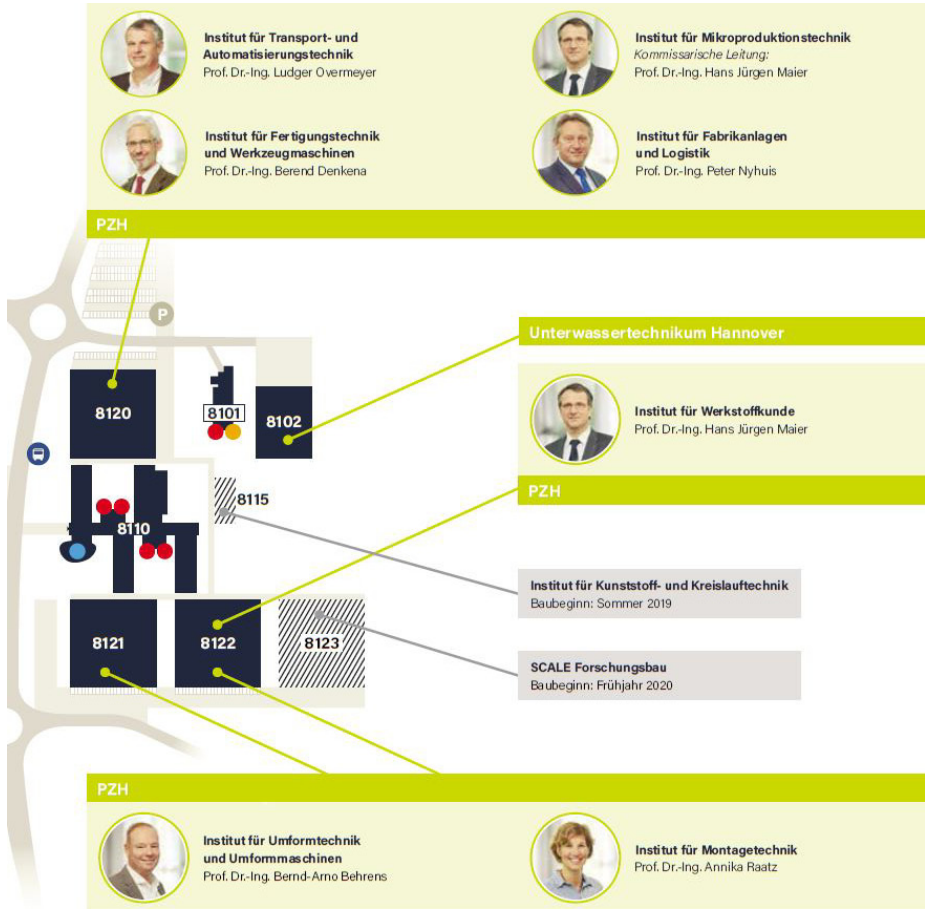 Institut für Transport- und
Automatisierungstechnik
Prof. Dr.-Ing. Ludger Overmeyer
Institut für Mikroproduktionstechnik
Kommissarische Leitung:
Prof. Dr.-Ing. Hans Jürgen Maier
Institut für Fertigungstechnik
und Werkzeugmaschinen
Prof. Dr.-Ing. Berend Denkena
Institut für Fabrikanlagen
und Logistik
Prof. Dr.-Ing. Peter Nyhuis
PZH
P
Unterwassertechnikum Hannover
8120
8101
8102
Institut für Werkstoffkunde
Prof. Dr.-Ing. Hans Jürgen Maier
PZH
8115
8110
Institut für Kunststoff- und Kreislauftechnik
Baubeginn: Sommer 2019
8121
8122
8123
SCALE Forschungsbau
Baubeginn: Frühjahr 2020
PZH
Institut für Umformtechnik
und Umformmaschinen
Prof. Dr.-Ing. Bernd-Arno Behrens
Institut für Montagetechnik
Prof. Dr.-Ing. Annika Raatz